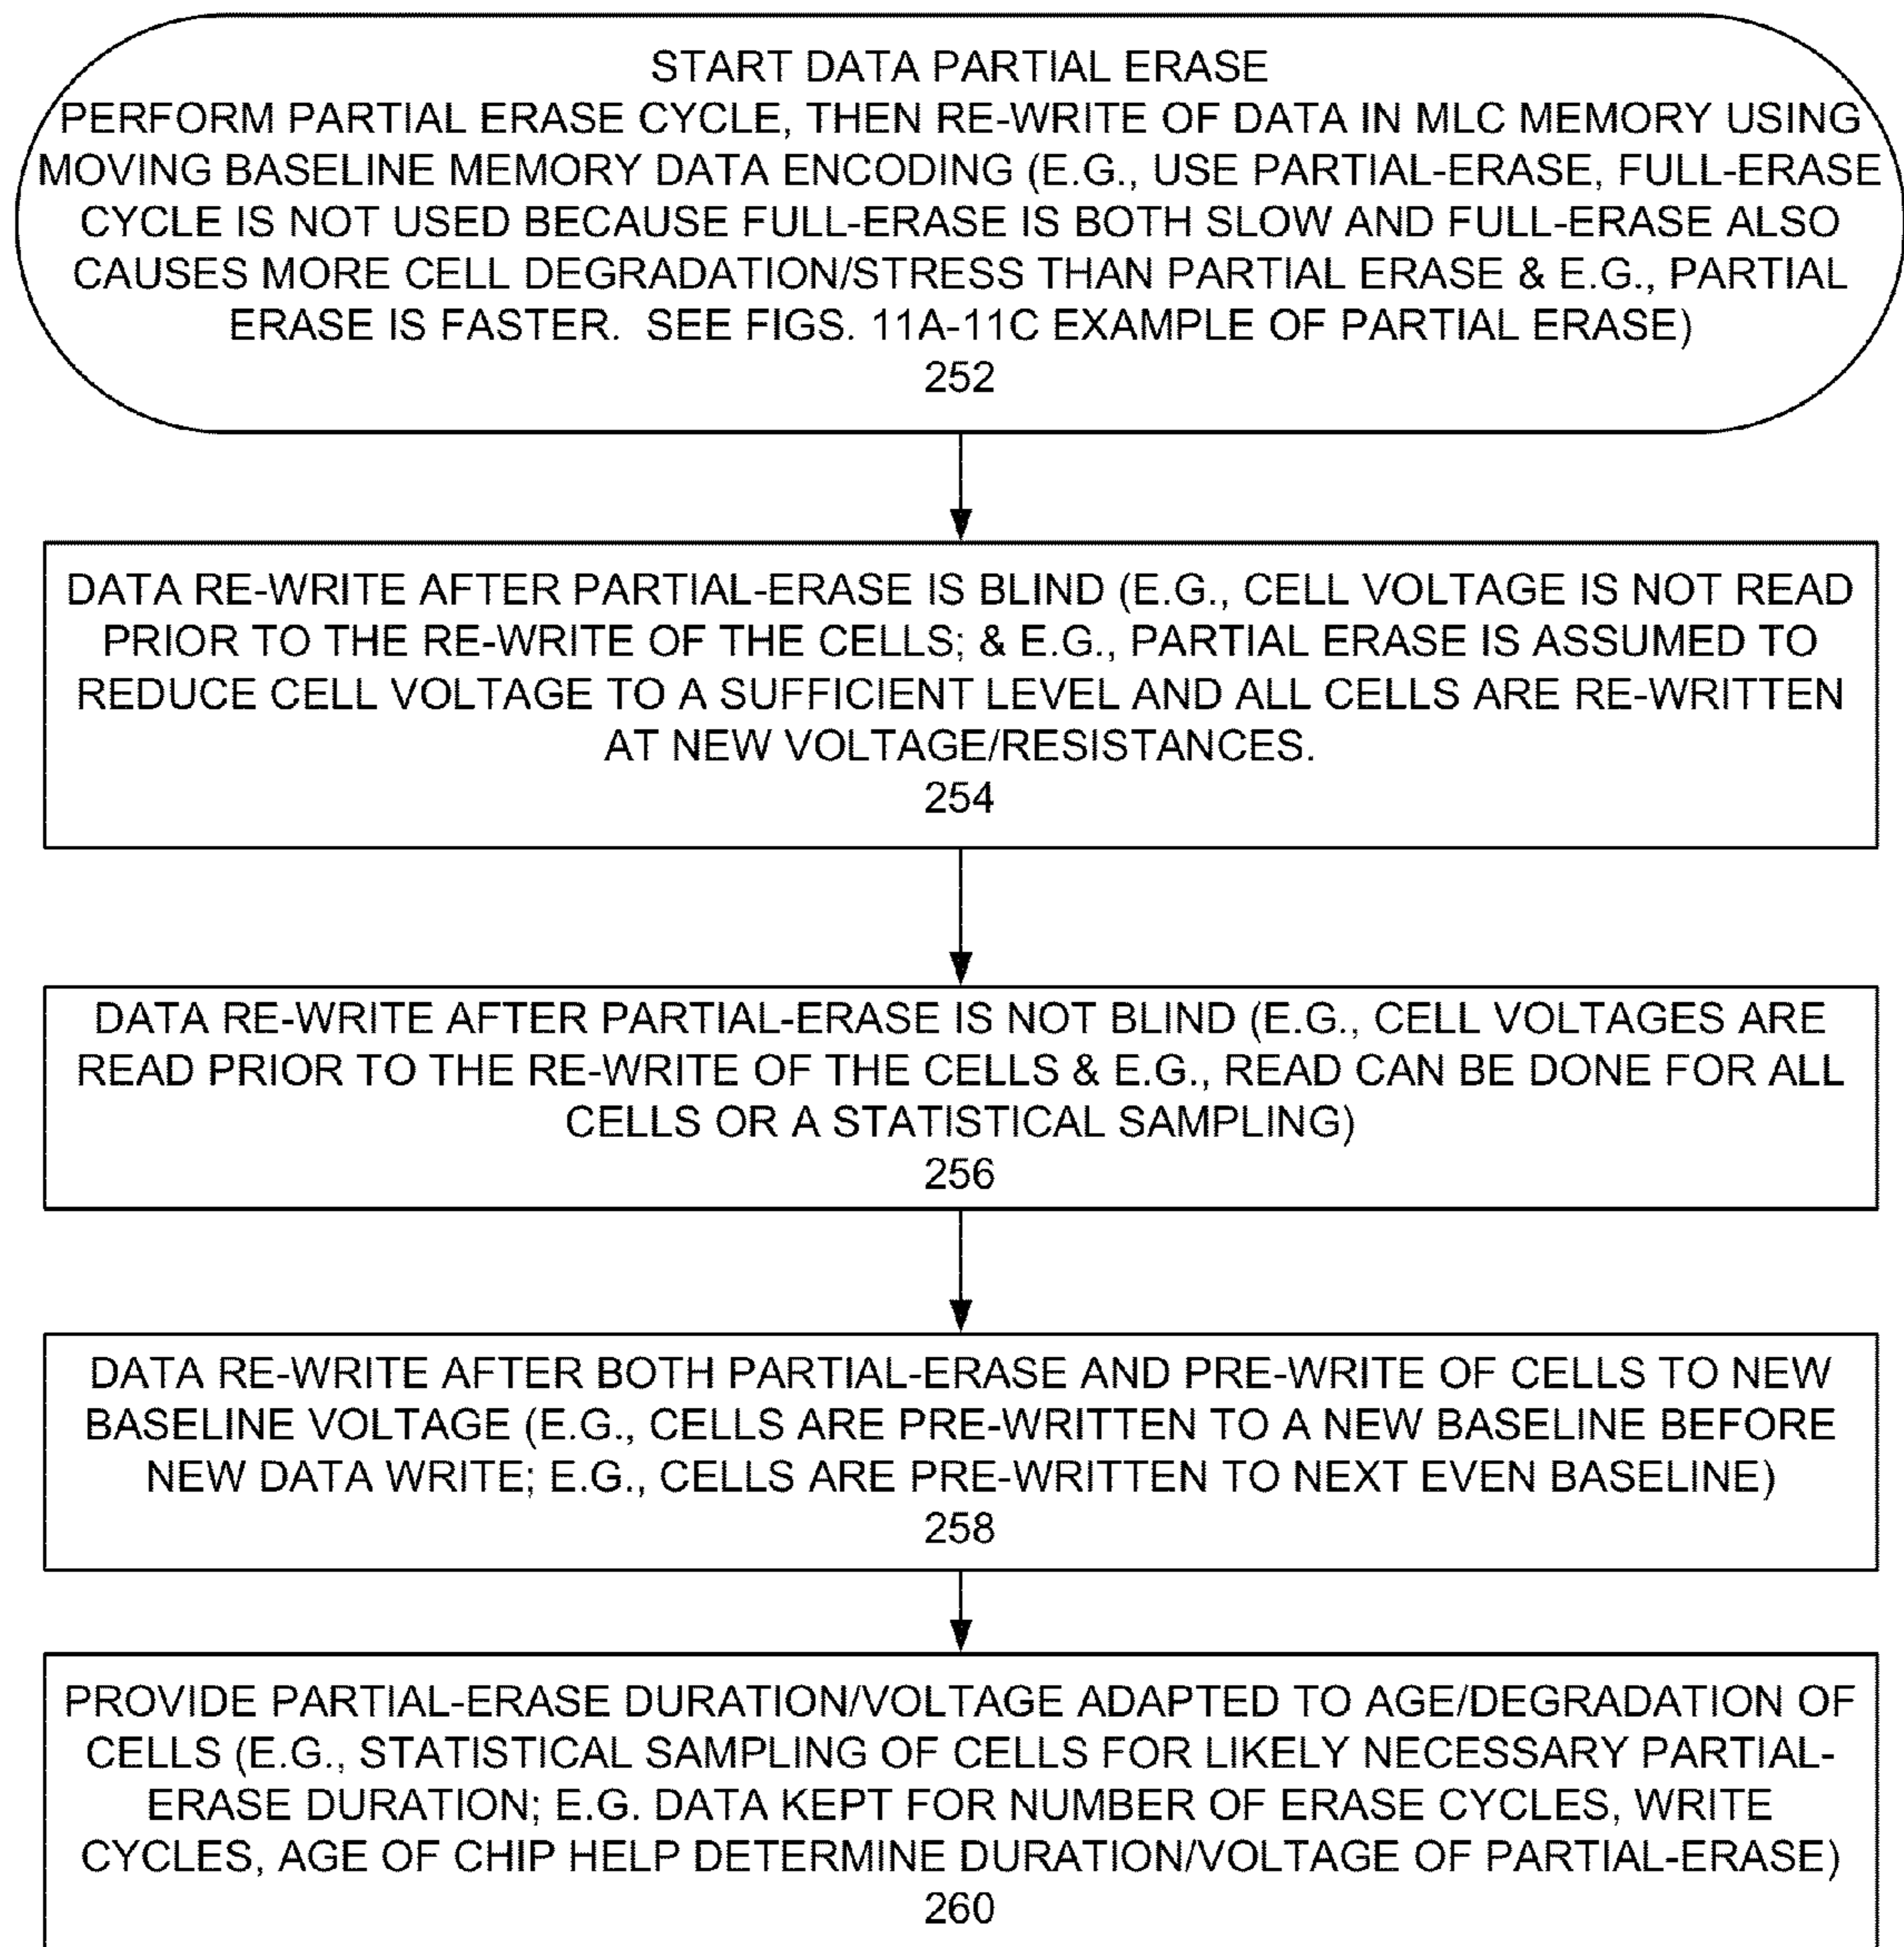 START DATA PARTIAL ERASE
PERFORM PARTIAL ERASE CYCLE, THEN RE-WRITE OF DATA IN MLC MEMORY USING
MOVING BASELINE MEMORY DATA ENCODING (E.G., USE PARTIAL-ERASE, FULL-ERASE
CYCLE IS NOT USED BECAUSE FULL-ERASE IS BOTH SLOW AND FULL-ERASE ALSO
CAUSES MORE CELL DEGRADATION/STRESS THAN PARTIAL ERASE & E.G., PARTIAL
ERASE IS FASTER. SEE FIGS. 11A-11C EXAMPLE OF PARTIAL ERASE)
252
DATA RE-WRITE AFTER PARTIAL-ERASE IS BLIND (E.G., CELL VOLTAGE IS NOT READ
PRIOR TO THE RE-WRITE OF THE CELLS; & E.G., PARTIAL ERASE IS ASSUMED TO
REDUCE CELL VOLTAGE TO A SUFFICIENT LEVEL AND ALL CELLS ARE RE-WRITTEN
AT NEW VOLTAGE/RESISTANCES.
254
DATA RE-WRITE AFTER PARTIAL-ERASE IS NOT BLIND (E.G., CELL VOLTAGES ARE
READ PRIOR TO THE RE-WRITE OF THE CELLS & E.G., READ CAN BE DONE FOR ALL
CELLS OR A STATISTICAL SAMPLING)
256
DATA RE-WRITE AFTER BOTH PARTIAL-ERASE AND PRE-WRITE OF CELLS TO NEW
BASELINE VOLTAGE (E.G., CELLS ARE PRE-WRITTEN TO A NEW BASELINE BEFORE
NEW DATA WRITE; E.G., CELLS ARE PRE-WRITTEN TO NEXT EVEN BASELINE)
258
PROVIDE PARTIAL-ERASE DURATION/VOLTAGE ADAPTED TO AGE/DEGRADATION OF
CELLS (E.G., STATISTICAL SAMPLING OF CELLS FOR LIKELY NECESSARY PARTIAL-
ERASE DURATION; E.G. DATA KEPT FOR NUMBER OF ERASE CYCLES, WRITE
CYCLES, AGE OF CHIP HELP DETERMINE DURATION/VOLTAGE OF PARTIAL-ERASE)
260